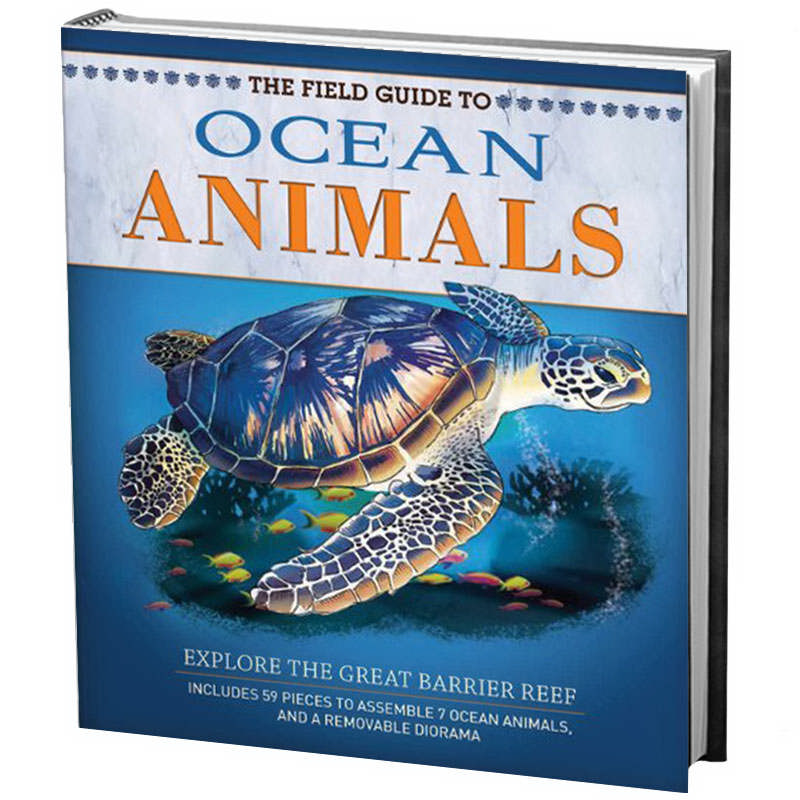 THE FIELD GUIDE TO
OCEAN
ANIMALS
EXPLORE THE GREAT BARRIER REEF
INCLUDES 59 PIECES TO ASSEMBLE 7 OCEAN ANIMALS,
AND A REMOVABLE DIORAMA